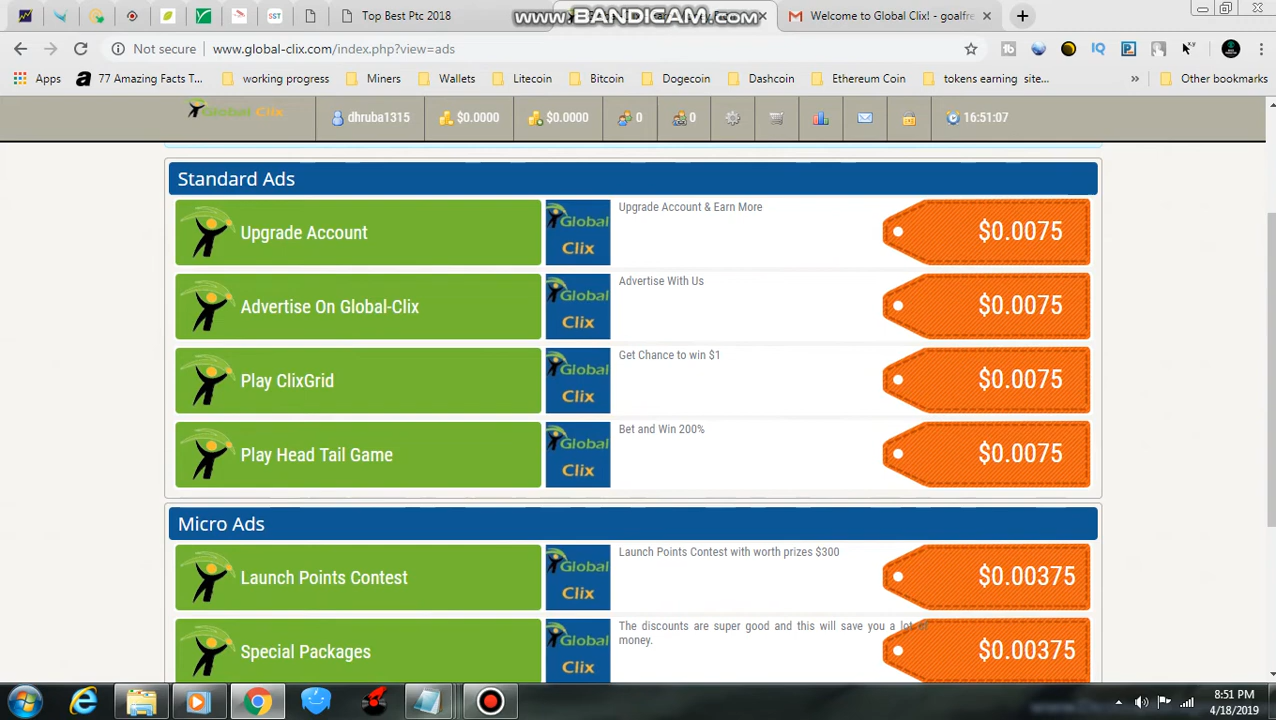 Top Best Ptc 2018
www.BANDICAM.com
Welcome to Global Clix! - goalfre
Not secure
www.global-clix.com/index.php?view=ads
Apps
77 Amazing Facts T...
working progress
Miners
Wallets
Litecoin
Bitcoin
Dogecoin
Dashcoin
Ethereum Coin
tokens earning site...
Other bookmarks
Global Clix
dhruba1315
$0.0000
$0.0000
0
0
16:51:07
Standard Ads
Upgrade Account
Global Clix
Upgrade Account & Earn More
$0.0075
Advertise On Global-Clix
Global Clix
Advertise With Us
$0.0075
Play ClixGrid
Global Clix
Get Chance to win $1
$0.0075
Play Head Tail Game
Global Clix
Bet and Win 200%
$0.0075
Micro Ads
Launch Points Contest
Global Clix
Launch Points Contest with worth prizes $300
$0.00375
Special Packages
Global Clix
The discounts are super good and this will save you a lot of
money.
$0.00375
8:51 PM
4/18/2019